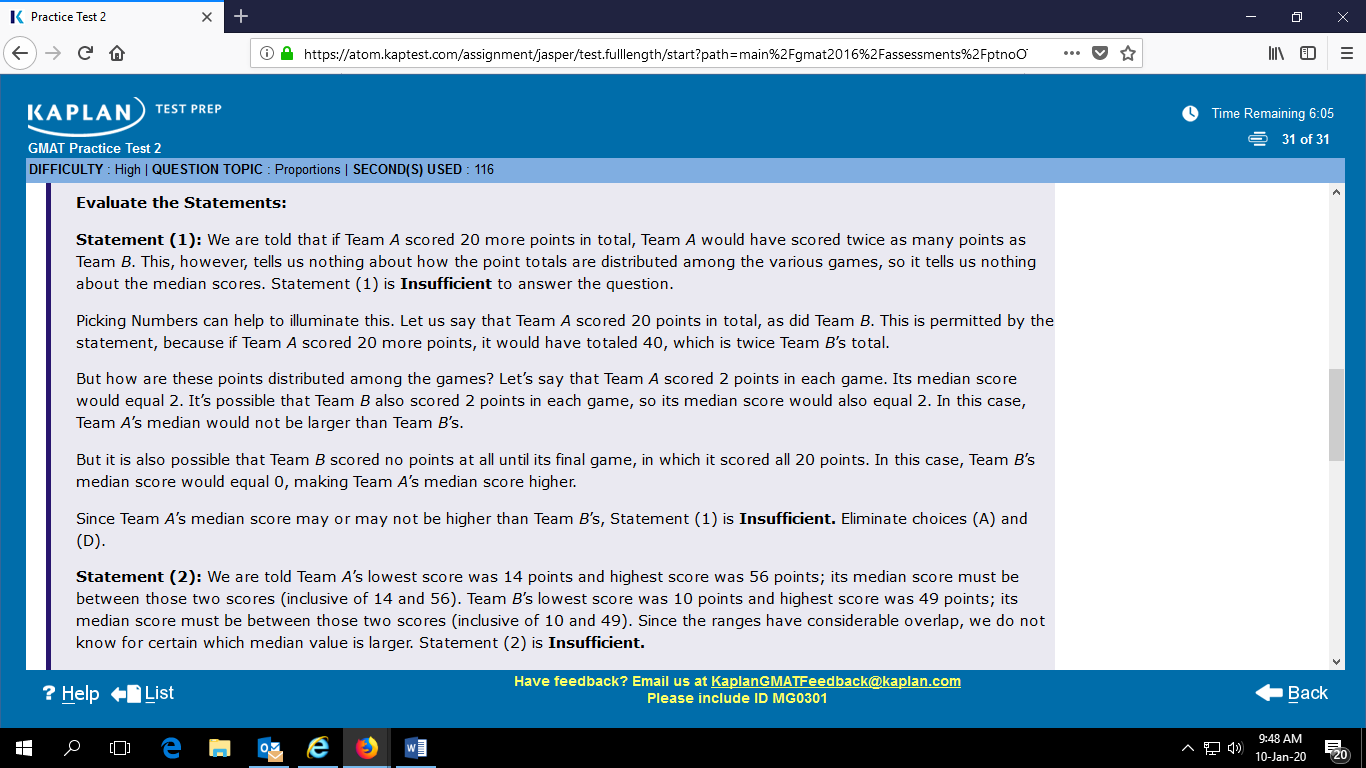 Practice Test 2
https://atom.kaptest.com/assignment/jasper/test.fulllength/start?path=main%2Fgmat2016%2Fassessments%2FptnoO
KAPLAN TEST PREP
Time Remaining 6:05
31 of 31
GMAT Practice Test 2
DIFFICULTY : High | QUESTION TOPIC : Proportions | SECOND(S) USED : 116
Evaluate the Statements:
Statement (1): We are told that if Team A scored 20 more points in total, Team A would have scored twice as many points as
Team B. This, however, tells us nothing about how the point totals are distributed among the various games, so it tells us nothing
about the median scores. Statement (1) is Insufficient to answer the question.
Picking Numbers can help to illuminate this. Let us say that Team A scored 20 points in total, as did Team B. This is permitted by the
statement, because if Team A scored 20 more points, it would have totaled 40, which is twice Team B’s total.
But how are these points distributed among the games? Let’s say that Team A scored 2 points in each game. Its median score
would equal 2. It’s possible that Team B also scored 2 points in each game, so its median score would also equal 2. In this case,
Team A’s median would not be larger than Team B’s.
But it is also possible that Team B scored no points at all until its final game, in which it scored all 20 points. In this case, Team B’s
median score would equal 0, making Team A’s median score higher.
Since Team A’s median score may or may not be higher than Team B’s, Statement (1) is Insufficient. Eliminate choices (A) and
(D).
Statement (2): We are told Team A’s lowest score was 14 points and highest score was 56 points; its median score must be
between those two scores (inclusive of 14 and 56). Team B’s lowest score was 10 points and highest score was 49 points; its
median score must be between those two scores (inclusive of 10 and 49). Since the ranges have considerable overlap, we do not
know for certain which median value is larger. Statement (2) is Insufficient.
? Help
List
Have feedback? Email us at KaplanGMATFeedback@kaplan.com
Please include ID MG0301
Back
9:48 AM
10-Jan-20
20